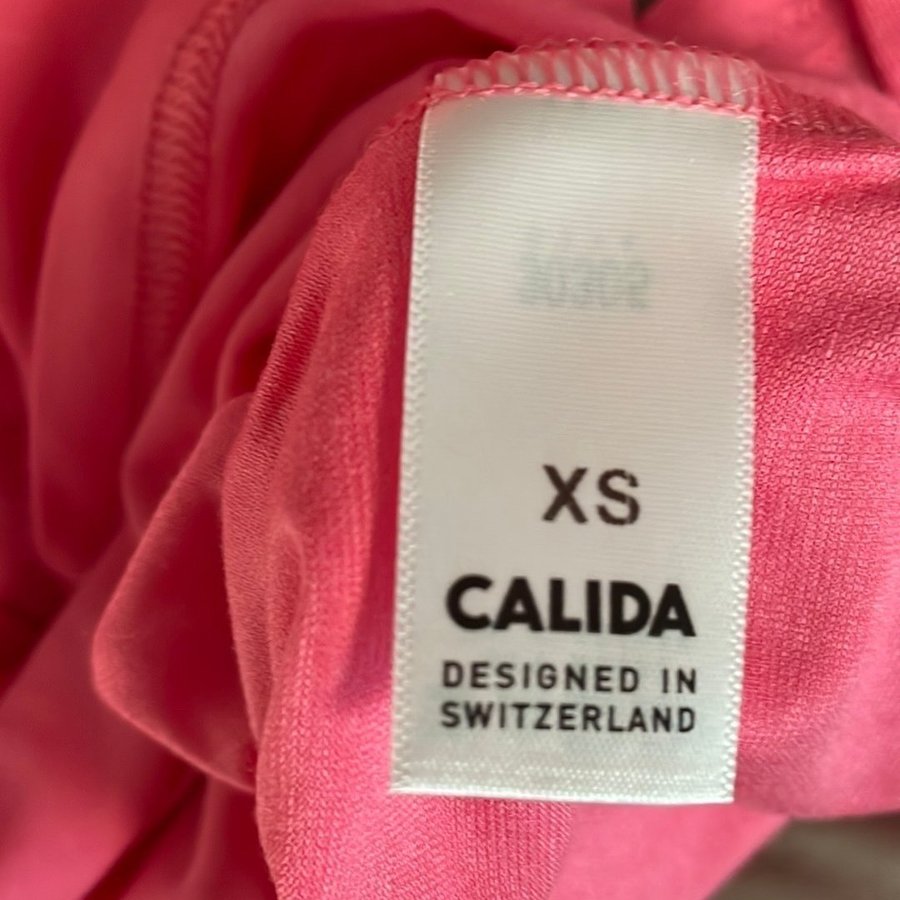 XS
CALIDA
DESIGNED IN
SWITZERLAND